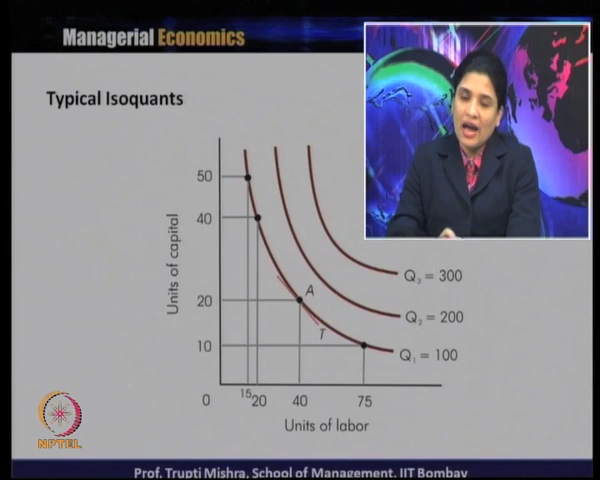 Managerial Economics
Typical Isoquants
Units of capital
50
40
20
10
A
T
Q₃ = 300
Q₂ = 200
Q₁ = 100
0
15
20
40
75
Units of labor
NPTEL
Prof. Trupti Mishra, School of Management, IIT Bombay